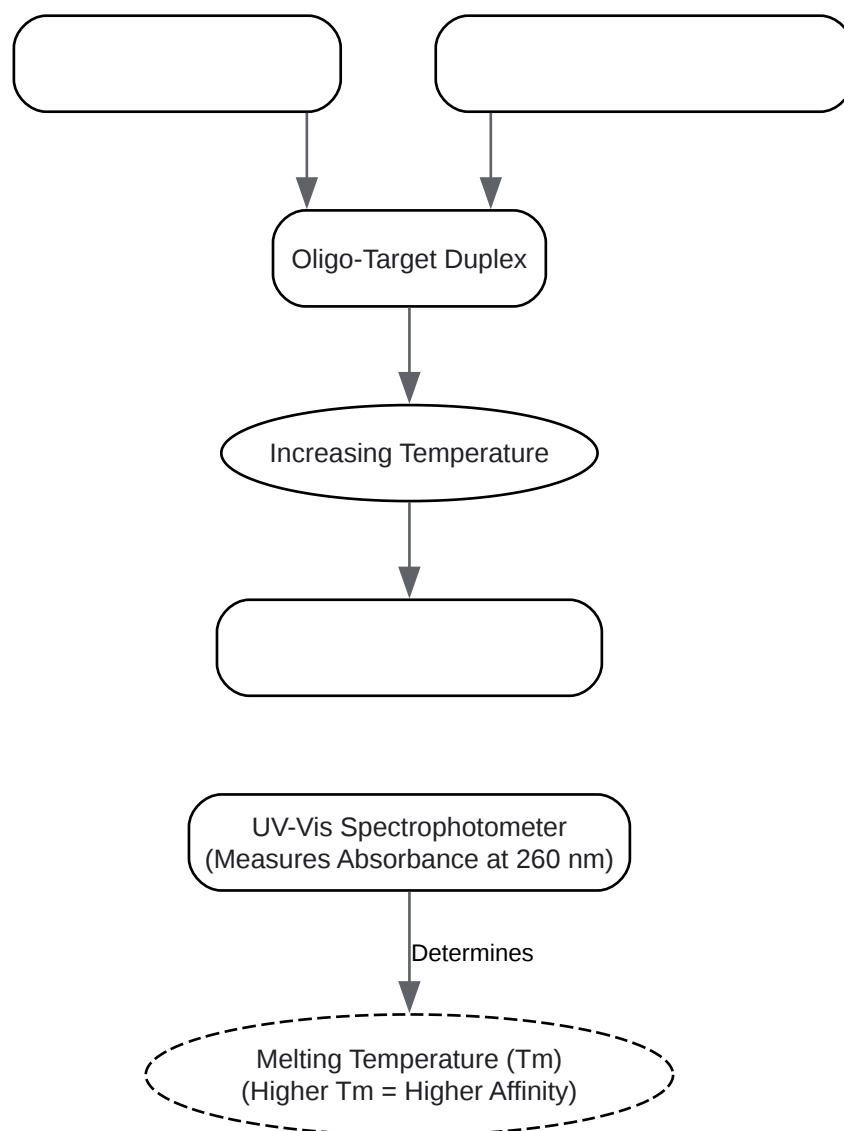 Oligo-Target Duplex
Increasing Temperature
UV-Vis Spectrophotometer
(Measures Absorbance at 260 nm)
Determines
Melting Temperature (Tm)
(Higher Tm = Higher Affinity)